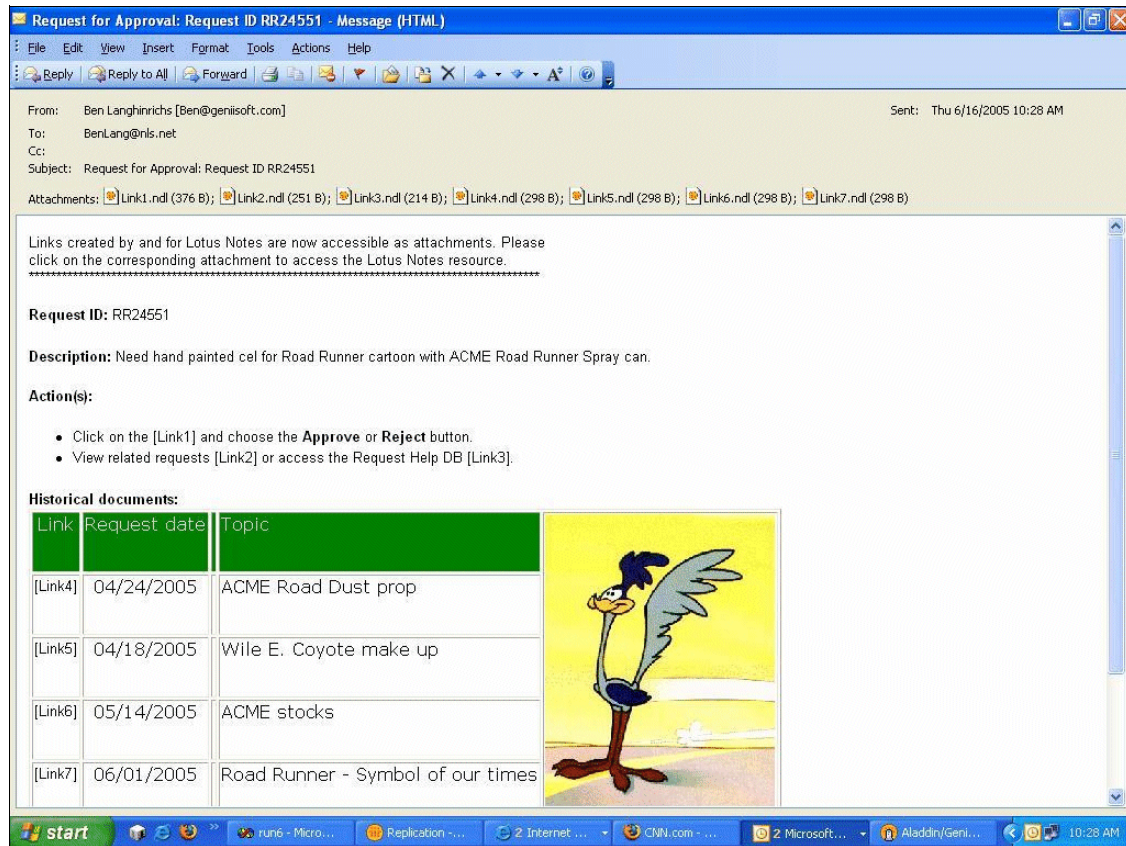 Request for Approval: Request ID RR24551 - Message (HTML)
File Edit View Insert Format Tools Actions Help
Reply Reply to All Forward
From: Ben Langhinrichs [Ben@geniisoft.com] Sent: Thu 6/16/2005 10:28 AM
To: BenLang@nls.net
Cc:
Subject: Request for Approval: Request ID RR24551
Attachments: Link1.ndl (376 B); Link2.ndl (251 B); Link3.ndl (214 B); Link4.ndl (298 B); Link5.ndl (298 B); Link6.ndl (298 B); Link7.ndl (298 B)
Links created by and for Lotus Notes are now accessible as attachments. Please
click on the corresponding attachment to access the Lotus Notes resource.
Request ID: RR24551
Description: Need hand painted cel for Road Runner cartoon with ACME Road Runner Spray can.
Action(s):
• Click on the [Link1] and choose the Approve or Reject button.
• View related requests [Link2] or access the Request Help DB [Link3].
Historical documents:
Link Request date Topic
[Link4] 04/24/2005 ACME Road Dust prop
[Link5] 04/18/2005 Wile E. Coyote make up
[Link6] 05/14/2005 ACME stocks
[Link7] 06/01/2005 Road Runner - Symbol of our times
start run6 - Micro... Replication -... 2 Internet ... CNN.com - ... 2 Microsoft... Aladdin/Geni... 10:28 AM